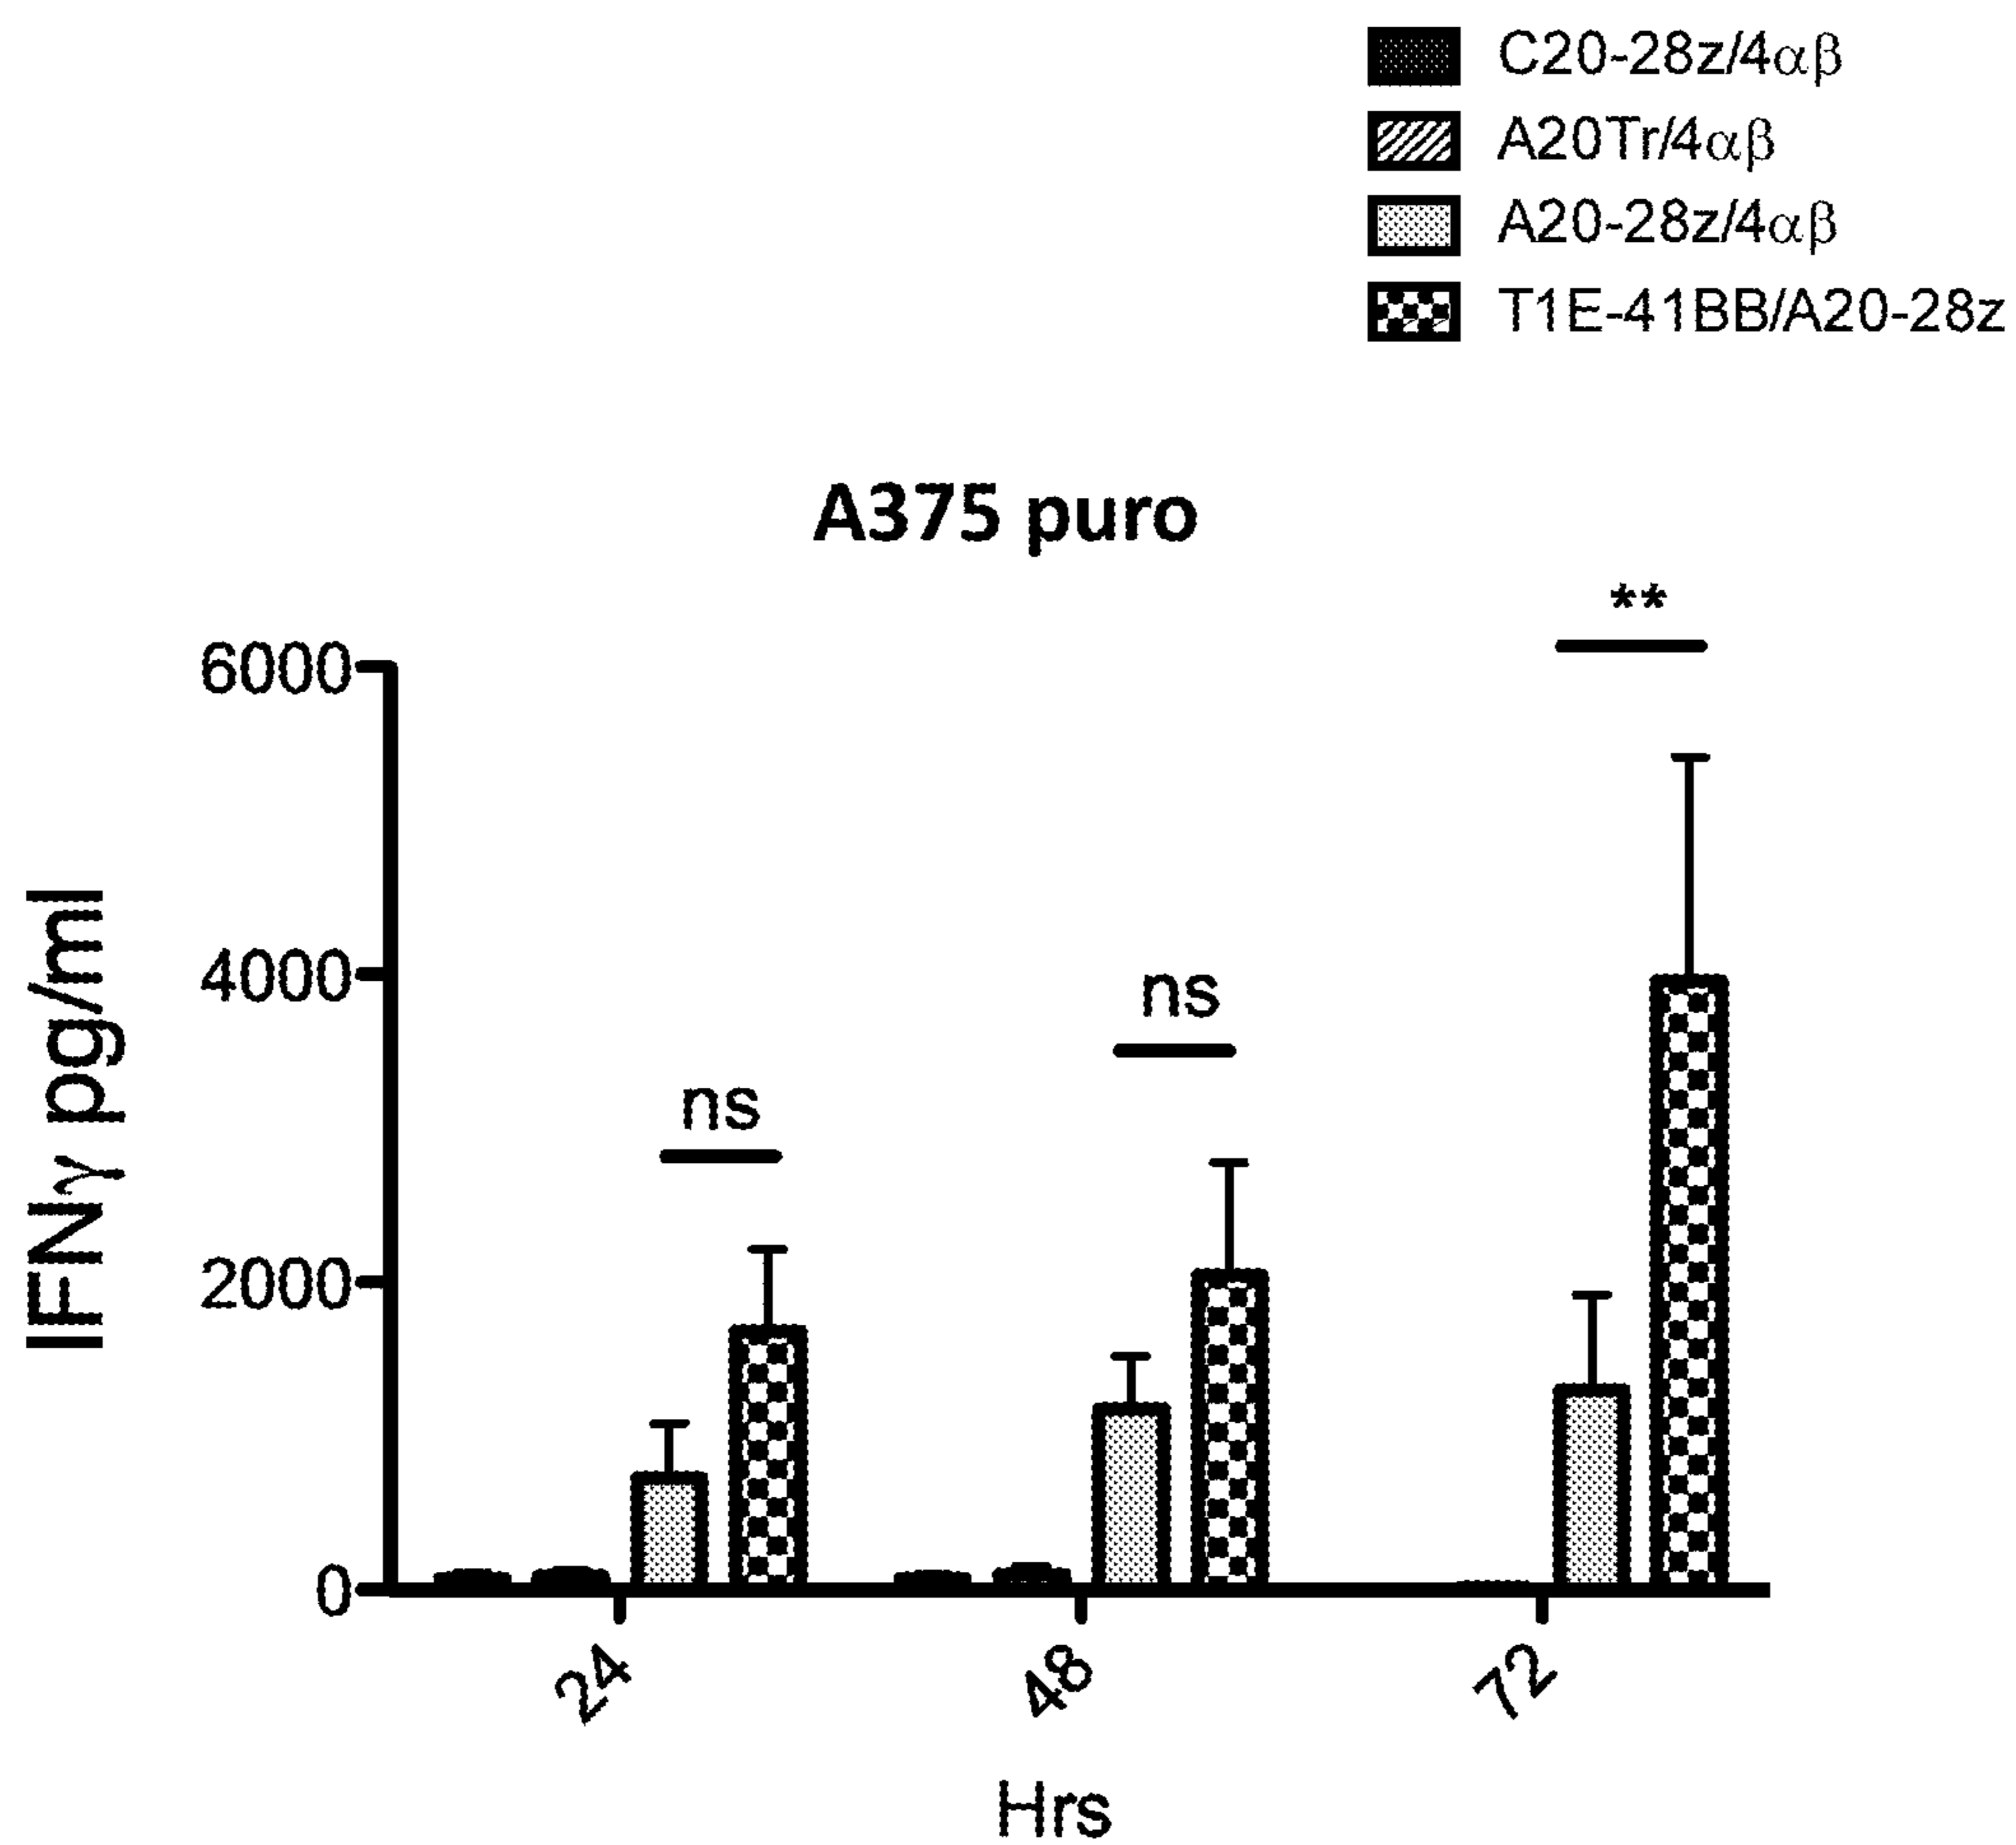 C20-28z/4αβ
A20Tr/4αβ
A20-28z/4αβ
T1E-41BB/A20-28z
A375 puro
**
6000
4000
ns
ns
2000
0
IFNγ pg/ml
24
48
72
Hrs